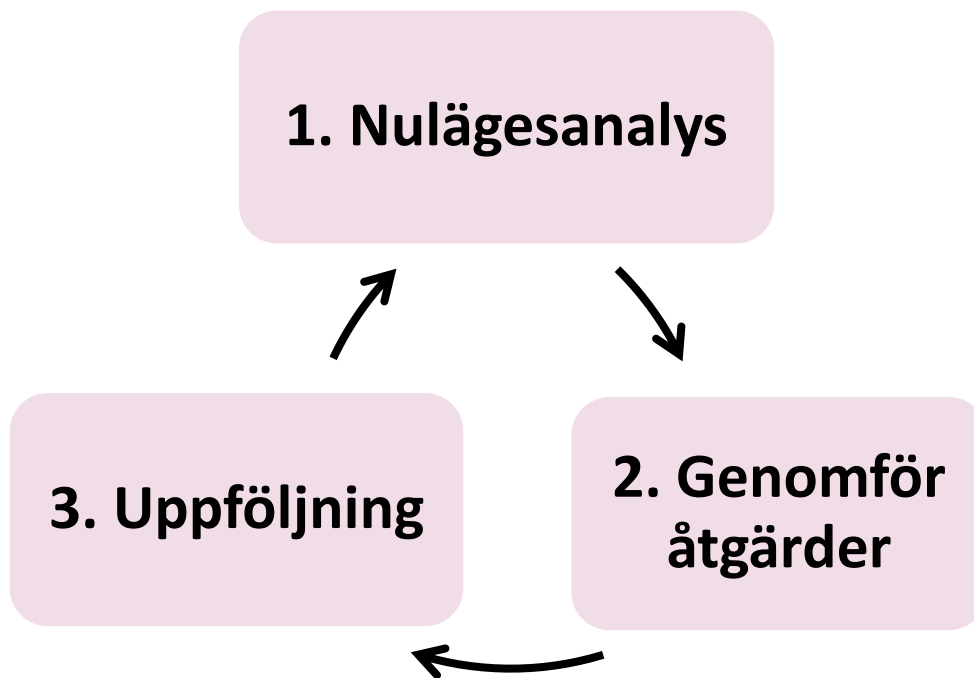 1. Nulägesanalys
2. Genomför
åtgärder
3. Uppföljning